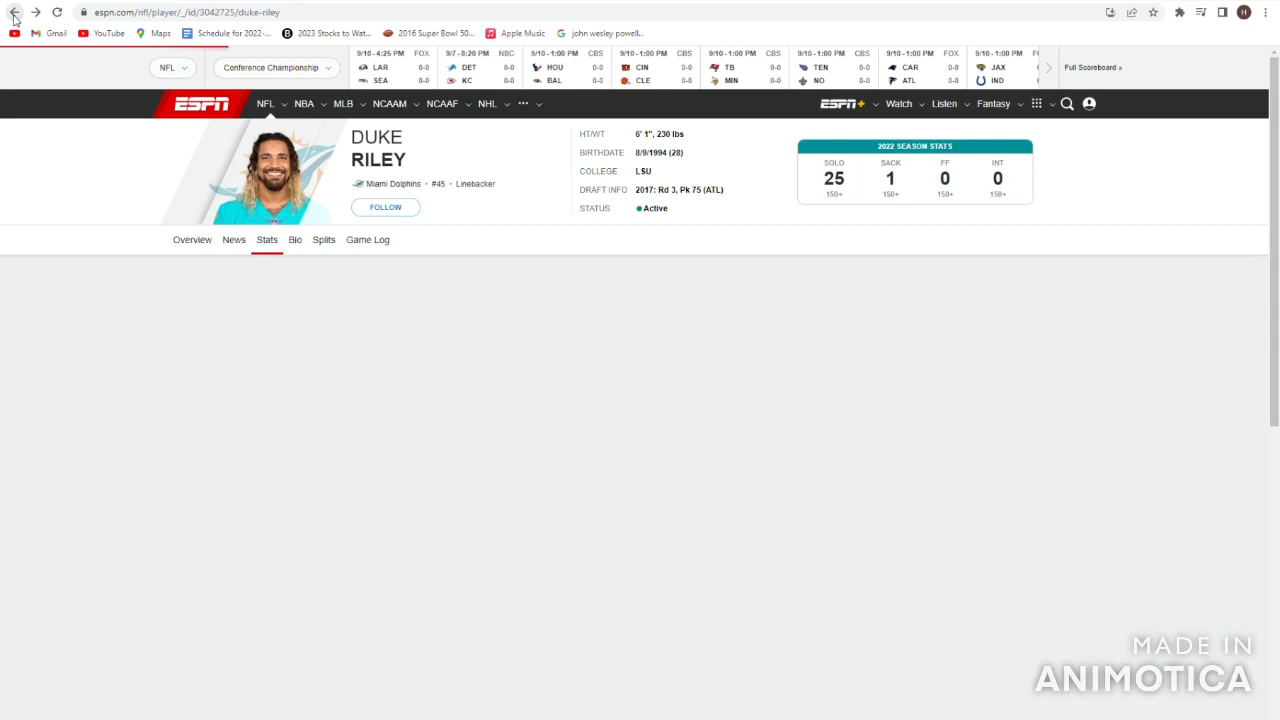 espn.com/nfl/player/_/id/3042725/duke-riley
H
Gmail YouTube Maps Schedule for 2022-... 2023 Stocks to Wat... 2016 Super Bowl 50... Apple Music john wesley powell...
NFL Conference Championship
9/10 - 4:25 PM FOX
LAR 0-0
SEA 0-0
9/7 - 8:20 PM NBC
DET 0-0
KC 0-0
9/10 - 1:00 PM CBS
HOU 0-0
BAL 0-0
9/10 - 1:00 PM CBS
CIN 0-0
CLE 0-0
9/10 - 1:00 PM CBS
TB 0-0
MIN 0-0
9/10 - 1:00 PM CBS
TEN 0-0
NO 0-0
9/10 - 1:00 PM FOX
CAR 0-0
ATL 0-0
9/10 - 1:00 PM
JAX
IND
Full Scoreboard »
ESPN NFL NBA MLB NCAAM NCAAF NHL ••• ESPN+ Watch Listen Fantasy
DUKE
RILEY
Miami Dolphins • #45 • Linebacker
FOLLOW
HT/WT 6' 1", 230 lbs
BIRTHDATE 8/9/1994 (28)
COLLEGE LSU
DRAFT INFO 2017: Rd 3, Pk 75 (ATL)
STATUS Active
2022 SEASON STATS
SOLO SACK FF INT
25 1 0 0
150+ 150+ 150+ 150+
Overview News Stats Bio Splits Game Log
MADE IN
ANIMOTICA